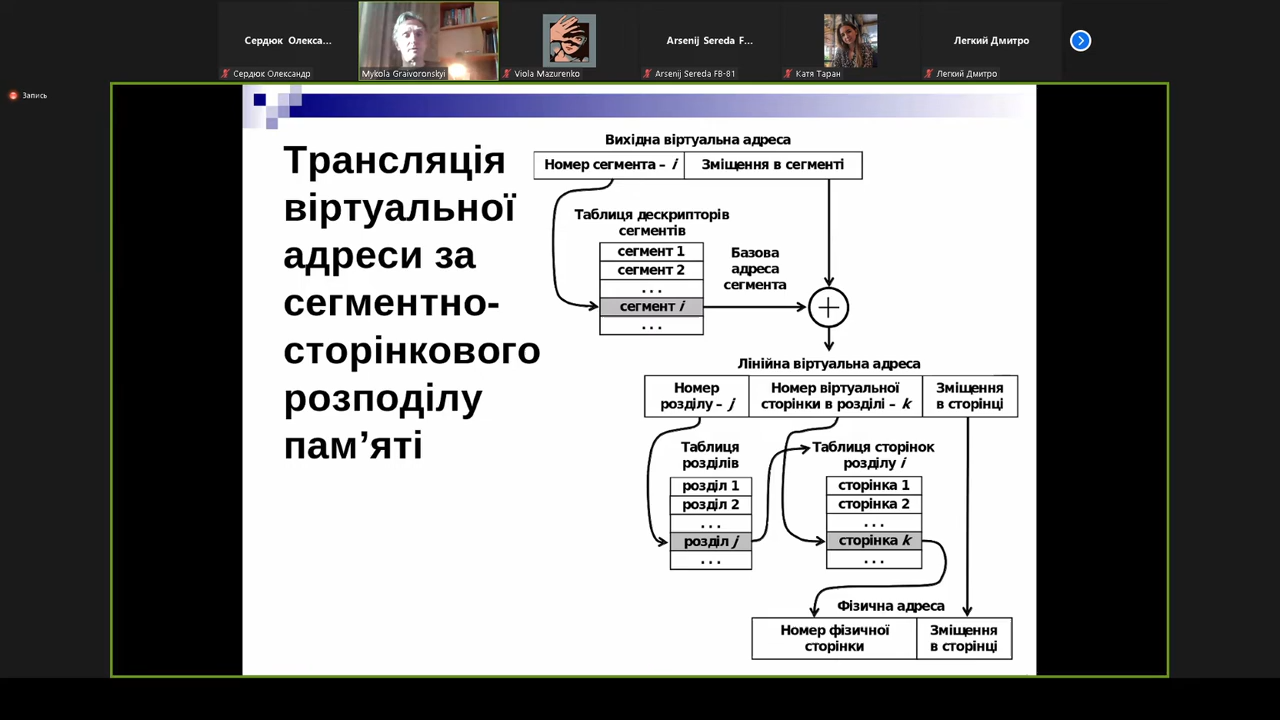 Сердюк Олекса...
Arsenij Sereda F...
Легкий Дмитро
Сердюк Олександр
Mykola Graivoronskyi
Viola Mazurenko
Arsenij Sereda FB-81
Катя Таран
Легкий Дмитро
Запись
Трансляція
віртуальної
адреси за
сегментно-
сторінкового
розподілу
пам’яті
Вихідна віртуальна адреса
Номер сегмента – i
Зміщення в сегменті
Таблиця дескрипторів
сегментів
сегмент 1
сегмент 2
...
сегмент i
...
Базова
адреса
сегмента
Лінійна віртуальна адреса
Номер
розділу – j
Номер віртуальної
сторінки в розділі – k
Зміщення
в сторінці
Таблиця
розділів
розділ 1
розділ 2
...
розділ j
...
Таблиця сторінок
розділу i
сторінка 1
сторінка 2
...
сторінка k
...
Фізична адреса
Номер фізичної
сторінки
Зміщення
в сторінці